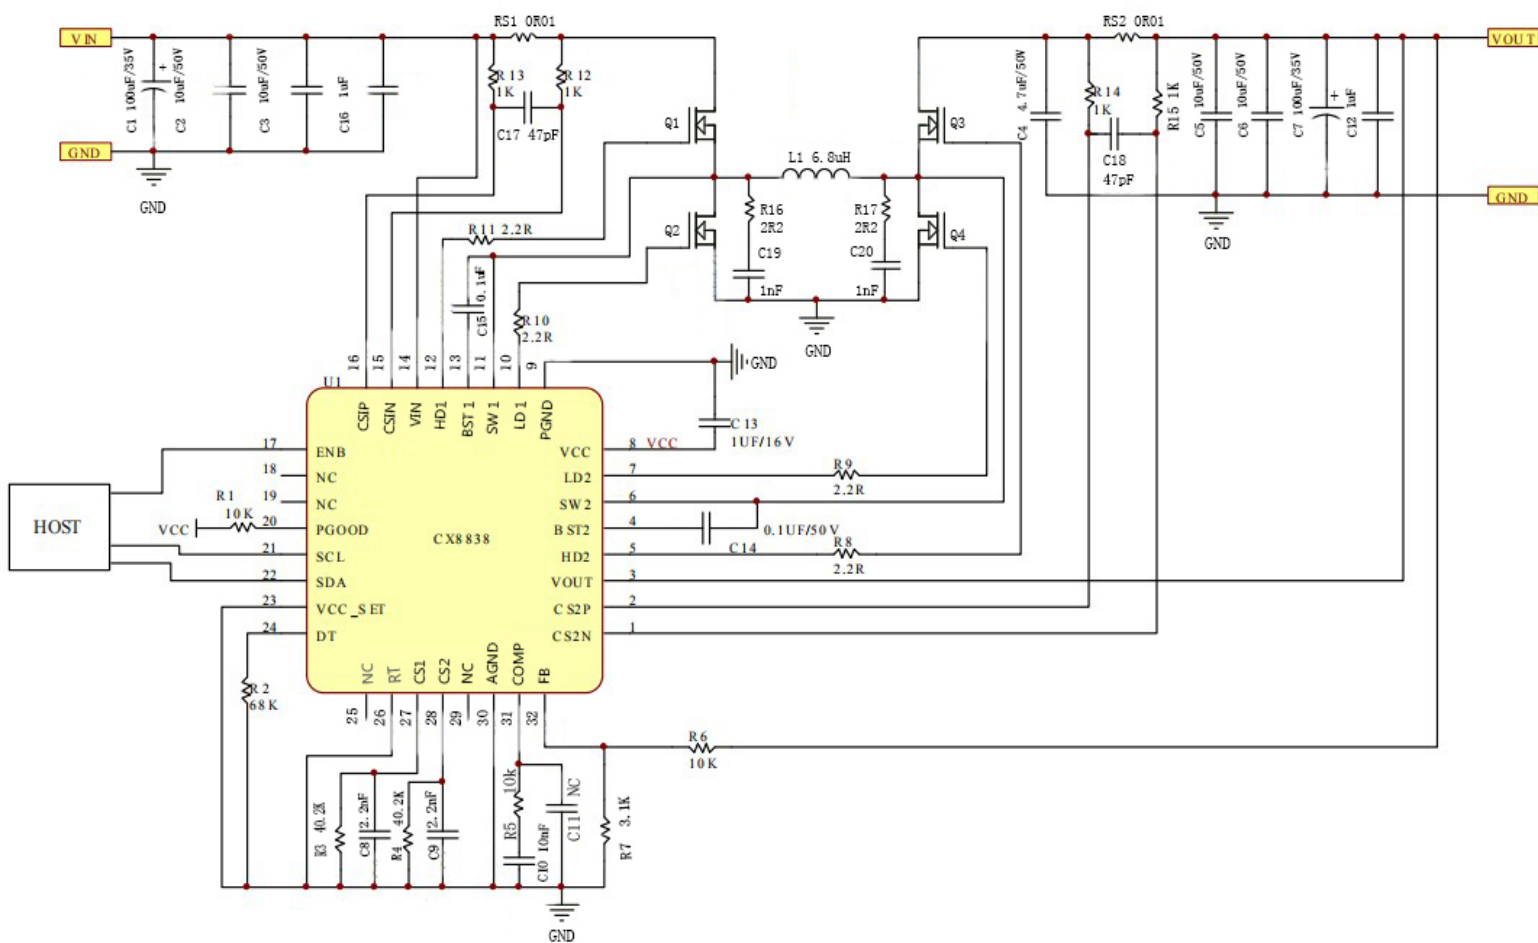 RS1 0R01
RS2 0R01
VIN
VOUT
C1 100uF/35V
+
C2 10uF/50V
C3 10uF/50V
C16 1uF
R13
1K
R12
1K
C17 47pF
Q1
Q3
C4 4.7uF/50V
R14
1K
C18
47pF
R15 1K
C5 10uF/50V
C6 10uF/50V
C7 100uF/35V
+
C12 1uF
GND
GND
GND
GND
L1 6.8uH
R11 2.2R
Q2
R16
2R2
C19
1nF
R17
2R2
C20
1nF
Q4
GND
C15 0.1uF
R10
2.2R
GND
16
15
14
12
13
11
10
9
U1
CSIP
CSIN
VIN
HD1
BST1
SW1
LD1
PGND
C13
1UF/16V
17
ENB
VCC
8
VCC
18
NC
LD2
7
R9
2.2R
19
NC
SW2
6
R1
10K
VCC
20
PGOOD
BST2
4
0.1UF/50V
C14
HOST
CX8838
21
SCL
HD2
5
R8
2.2R
22
SDA
VOUT
3
23
VCC_SET
CS2P
2
24
DT
CS2N
1
NC
RT
CS1
CS2
NC
AGND
COMP
FB
R2
68K
25
26
27
28
29
30
31
32
R6
10K
R3 40.2K
C8 2.2nF
R4 40.2K
C9 2.2nF
R5 10k
C10 10nF
C11 NC
R7 3.1K
GND